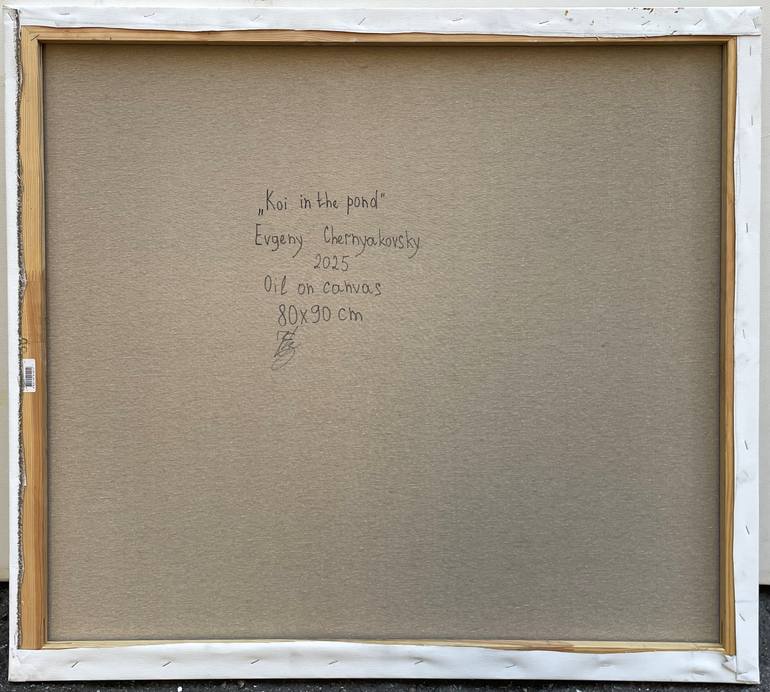 „Koi in the pond"
Evgeny Chernyakovsky
2025
Oil on canvas
80x90 cm